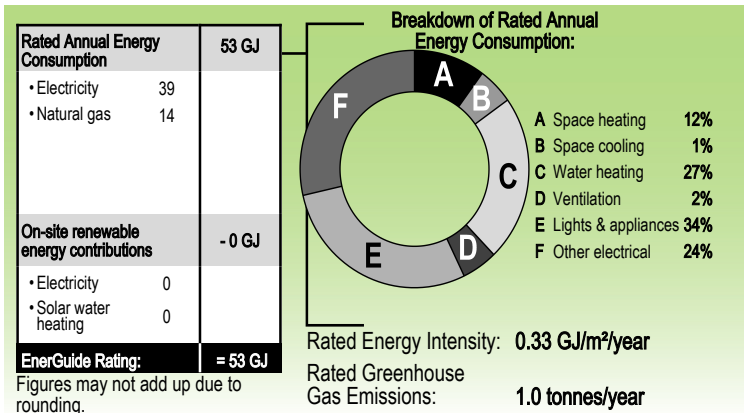 Rated Annual Energy
Consumption
53 GJ
• Electricity 39
• Natural gas 14
On-site renewable
energy contributions
- 0 GJ
• Electricity 0
• Solar water
heating
0
EnerGuide Rating: = 53 GJ
Figures may not add up due to
rounding.
Breakdown of Rated Annual
Energy Consumption:
A
B
C
D
E
F
A Space heating 12%
B Space cooling 1%
C Water heating 27%
D Ventilation 2%
E Lights & appliances 34%
F Other electrical 24%
Rated Energy Intensity: 0.33 GJ/m²/year
Rated Greenhouse
Gas Emissions: 1.0 tonnes/year